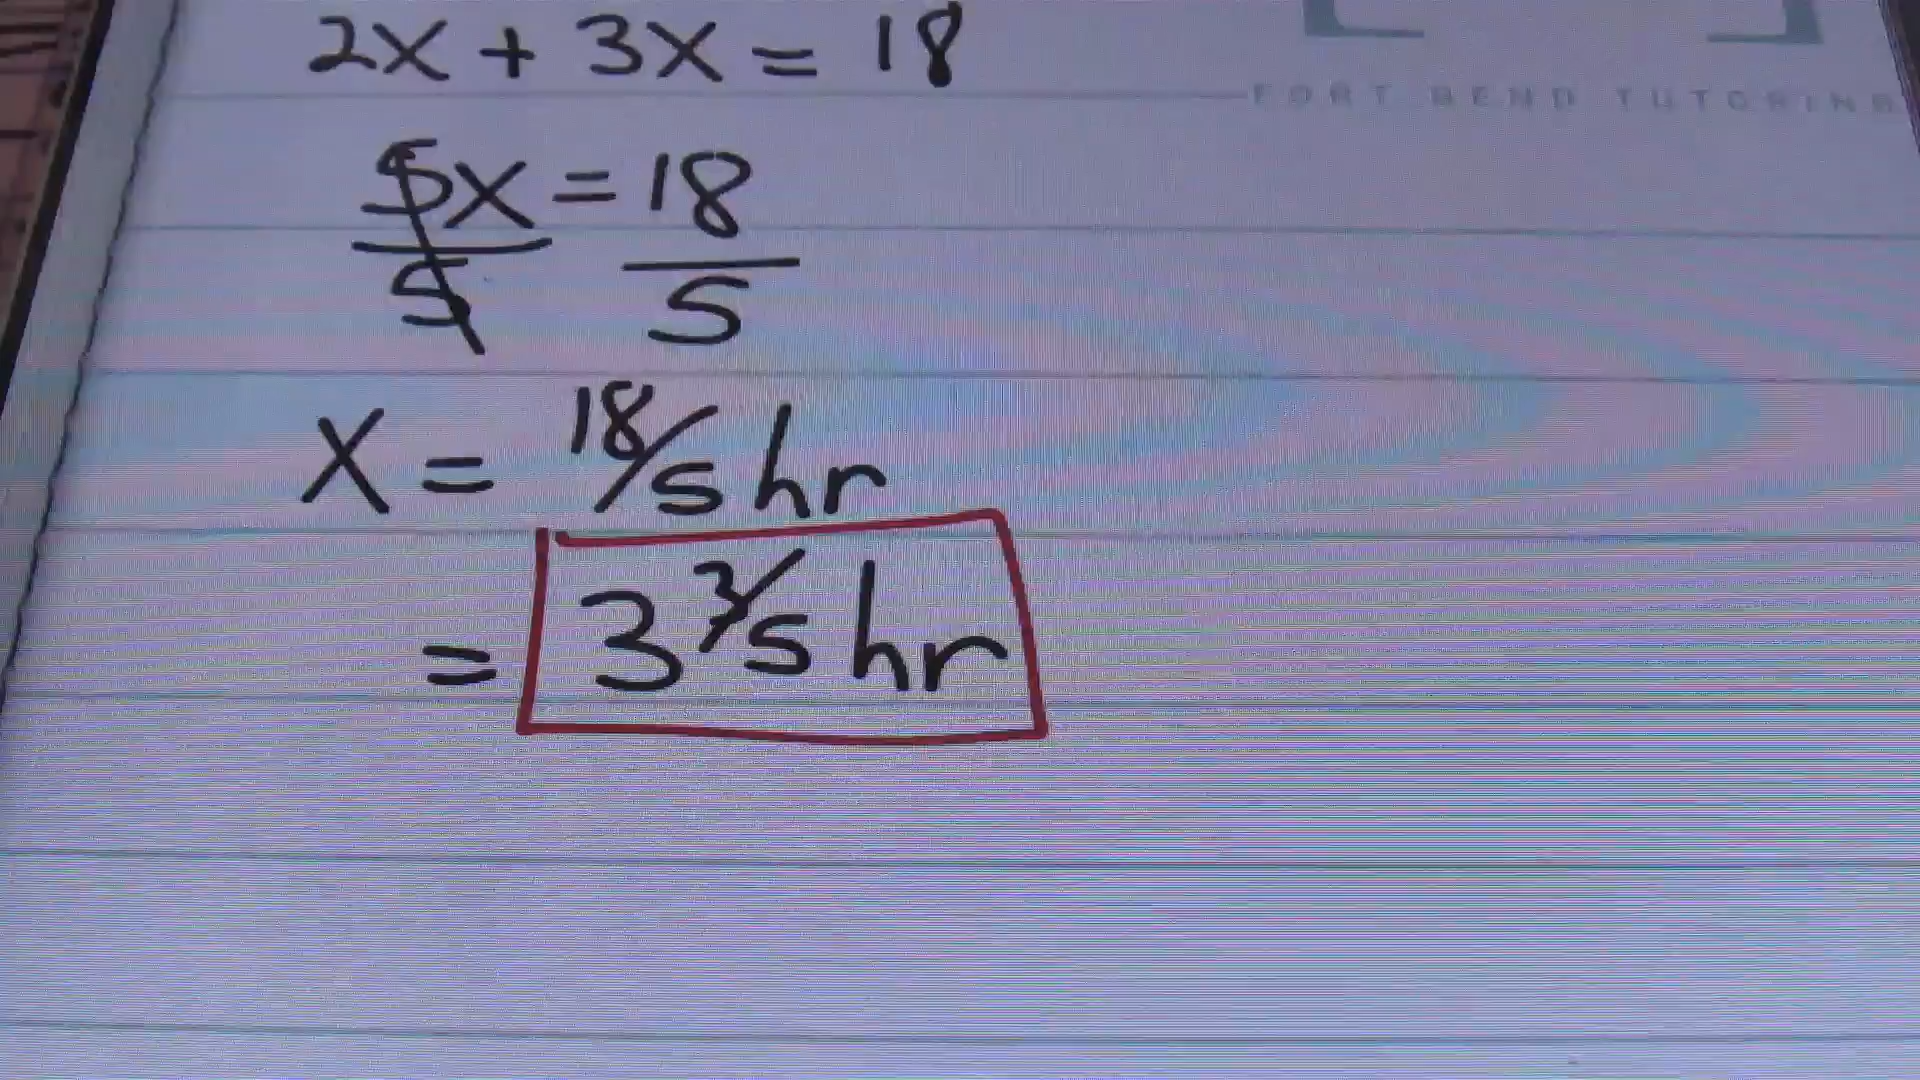 2x + 3x = 18
FORT BEND TUTORING
5x = 18
5 5
x = 18/5 hr
= 3 3/5 hr